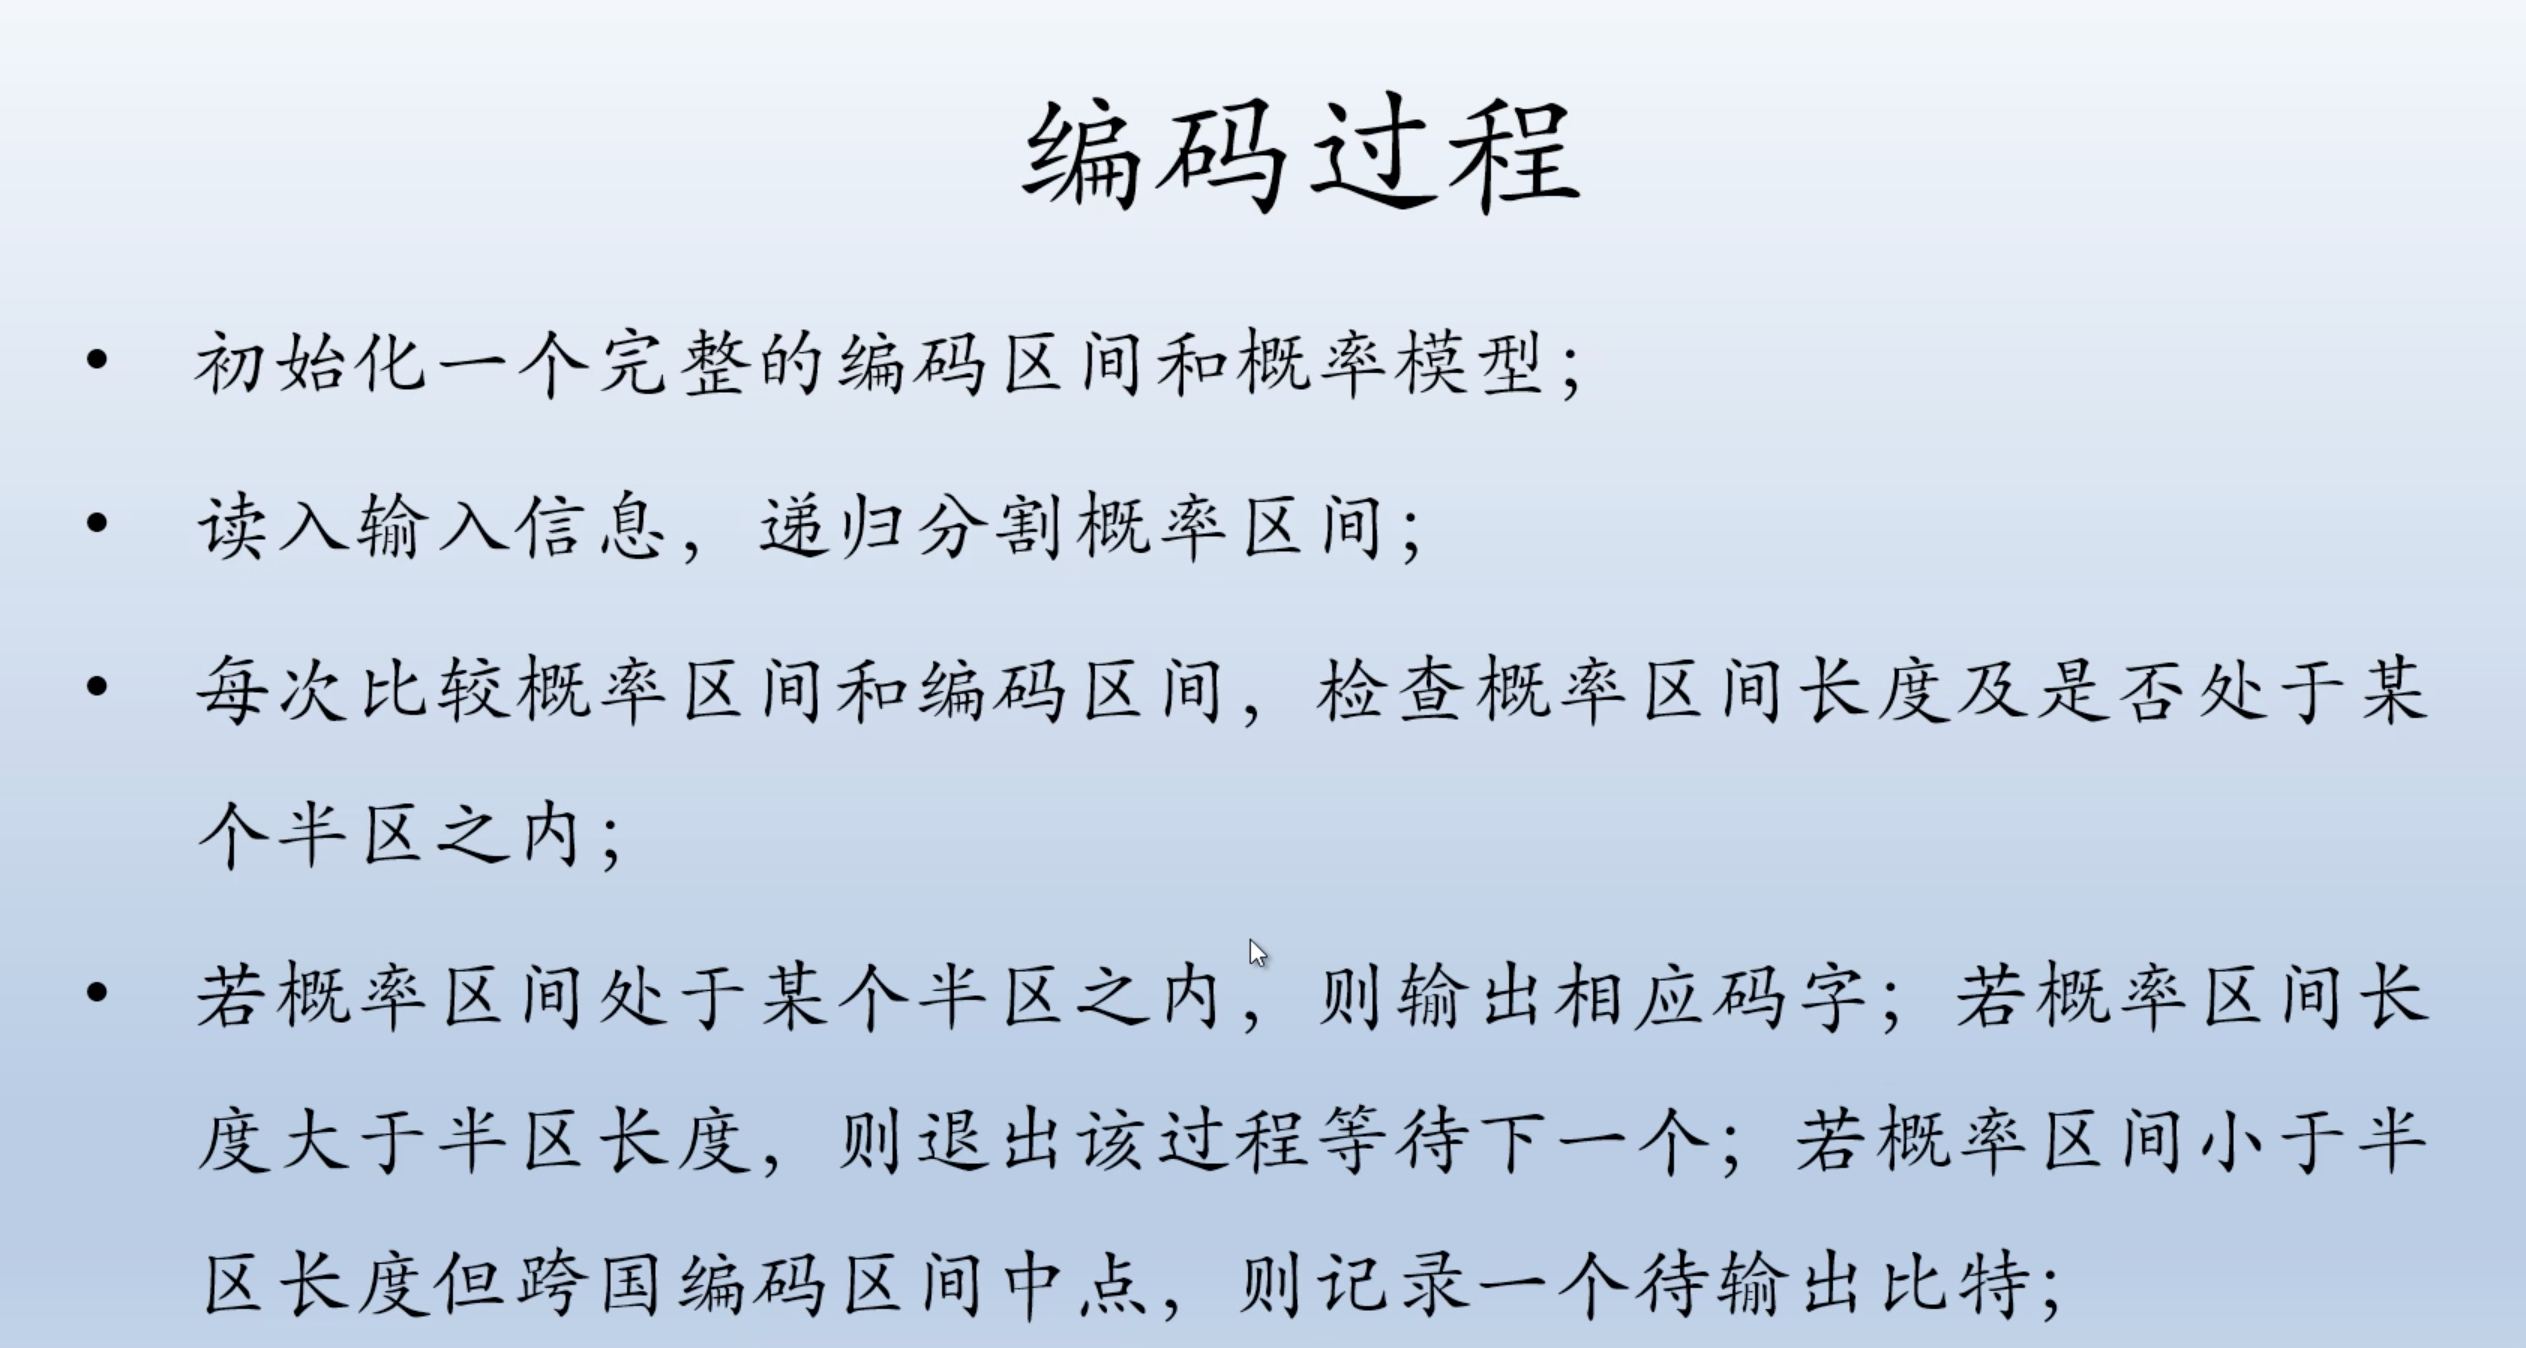 编码过程
• 初始化一个完整的编码区间和概率模型；
• 读入输入信息，递归分割概率区间；
• 每次比较概率区间和编码区间，检查概率区间长度及是否处于某
个半区之内；
• 若概率区间处于某个半区之内，则输出相应码字；若概率区间长
度大于半区长度，则退出该过程等待下一个；若概率区间小于半
区长度但跨国编码区间中点，则记录一个待输出比特；